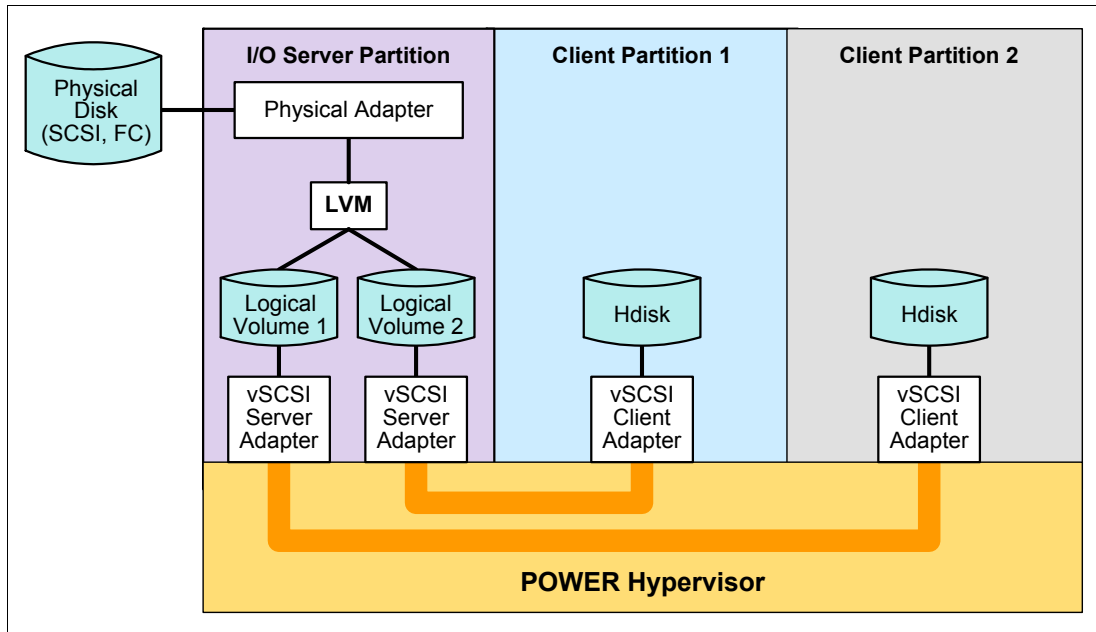 I/O Server Partition
Client Partition 1
Client Partition 2
Physical
Disk
(SCSI, FC)
Physical Adapter
LVM
Logical
Volume 1
Logical
Volume 2
Hdisk
Hdisk
vSCSI
Server
Adapter
vSCSI
Server
Adapter
vSCSI
Client
Adapter
vSCSI
Client
Adapter
POWER Hypervisor